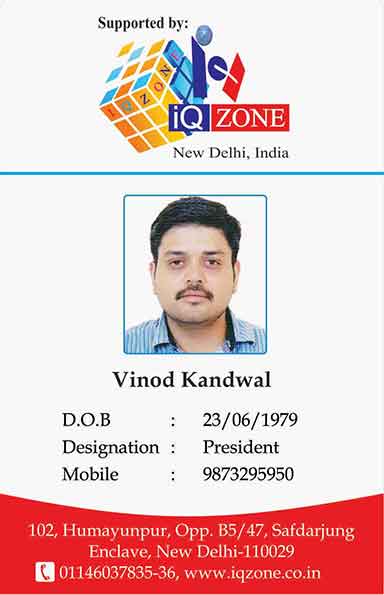 Supported by:
IQ ZONE
iQ ZONE
New Delhi, India
Vinod Kandwal
D.O.B : 23/06/1979
Designation : President
Mobile : 9873295950
102, Humayunpur, Opp. B5/47, Safdarjung
Enclave, New Delhi-110029
01146037835-36, www.iqzone.co.in